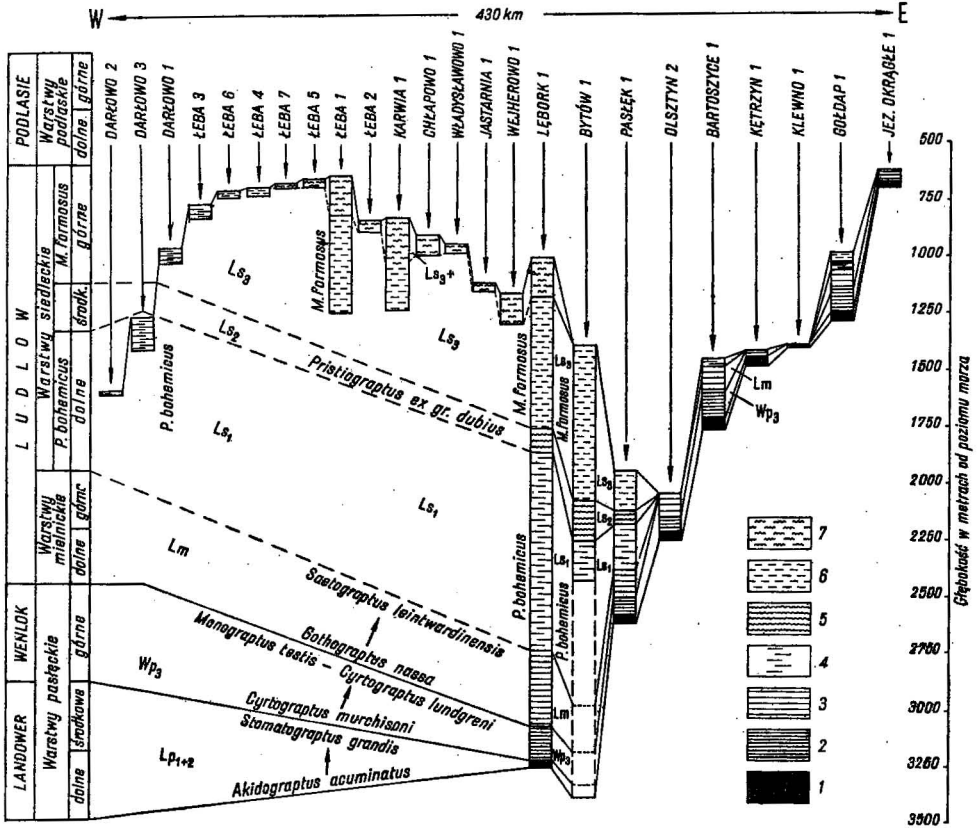 W 430 km E
DARŁOWO 2
DARŁOWO 3
DARŁOWO 1
ŁEBA 3
ŁEBA 6
ŁEBA 4
ŁEBA 7
ŁEBA 5
ŁEBA 1
ŁEBA 2
KARWIA 1
CHŁAPOWO 1
WŁADYSŁAWOWO 1
JASTARNIA 1
WEJHEROWO 1
LĘBORK 1
BYTÓW 1
PASŁĘK 1
OLSZTYN 2
BARTOSZYCE 1
KĘTRZYN 1
KLEWNO 1
GOŁDAP 1
JEZ. OKRĄGŁE 1
PODLASIE
Warstwy podlaskie
dolne
górne
LUDLOW
Warstwy siedleckie
M. formosus
górne
środk.
P. bohemicus
dolne
Warstwy mielnickie
górne
dolne
WENLOK
górne
Warstwy pasłęckie
LANDOWER
środkowe
dolne
Ls3
Ls2
Pristiograptus ex gr. dubius
P. bohemicus
Ls1
M. formosus
Ls3+
Ls3
Ls1
Lm
Saetograptus leintwardinensis
Gothograptus nassa
Monograptus testis - Cyrtograptus lundgreni
Wp3
Cyrtograptus murchisoni
Stomatograptus grandis
Lp1+2
Akidograptus acuminatus
M. formosus
P. bohemicus
Lm
Wp3
Ls3
M. formosus
Ls3
Ls2
Ls1
Ls1
P. bohemicus
Lm
Wp3
7
6
5
4
3
2
1
500
750
1000
1250
1500
1750
2000
2250
2500
2750
3000
3250
3500
Głębokość w metrach od poziomu morza